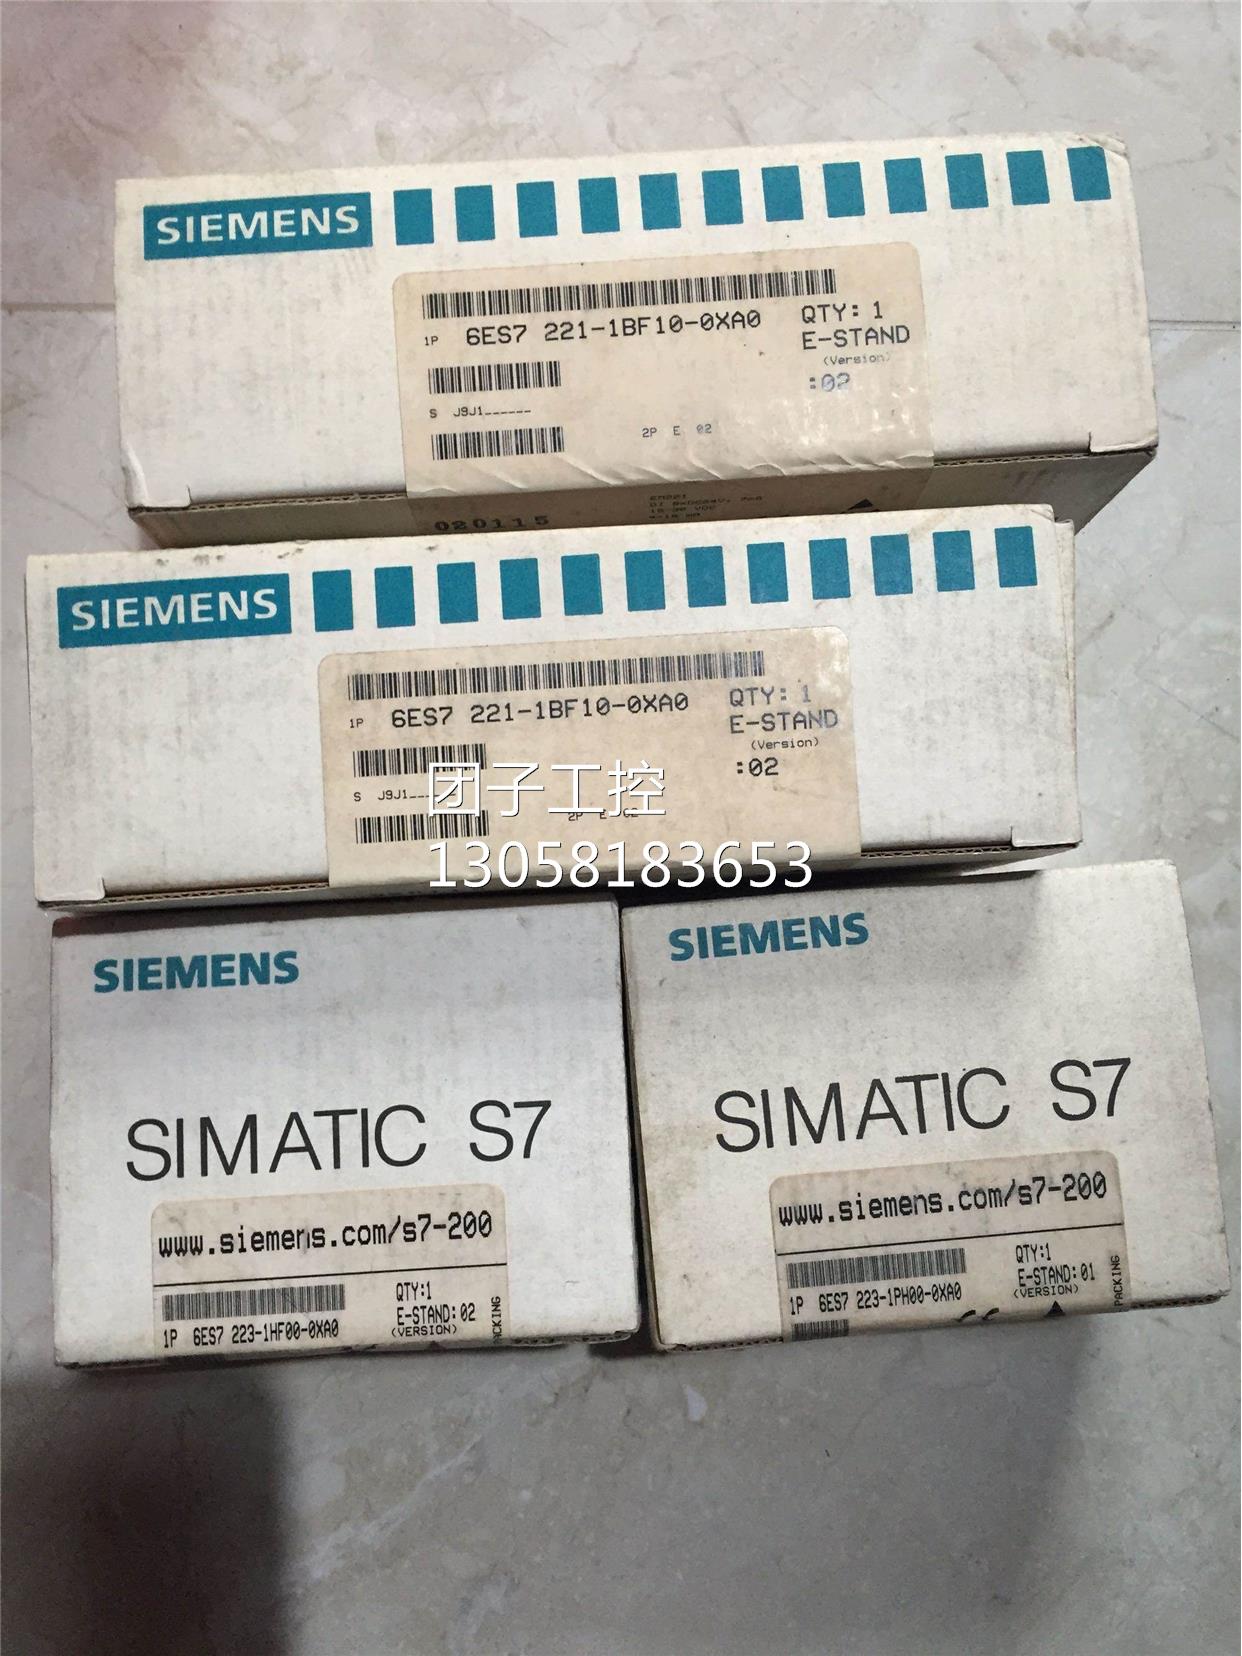 SIEMENS
1P 6ES7 221-1BF10-0XA0
QTY: 1
E-STAND
(Version)
:02
S J9J1______
2P E 02
020115
EM221
SIEMENS
1P 6ES7 221-1BF10-0XA0
QTY: 1
E-STAND
(Version)
:02
S J9J1
2P E 02
团子工控
13058183653
SIEMENS
SIMATIC S7
www.siemens.com/s7-200
1P 6ES7 223-1HF00-0XA0
QTY:1
E-STAND:02
(VERSION)
SIEMENS
SIMATIC S7
www.siemens.com/s7-200
1P 6ES7 223-1PH00-0XA0
QTY:1
E-STAND:01
(VERSION)
PACKING